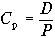 C_p = D/P